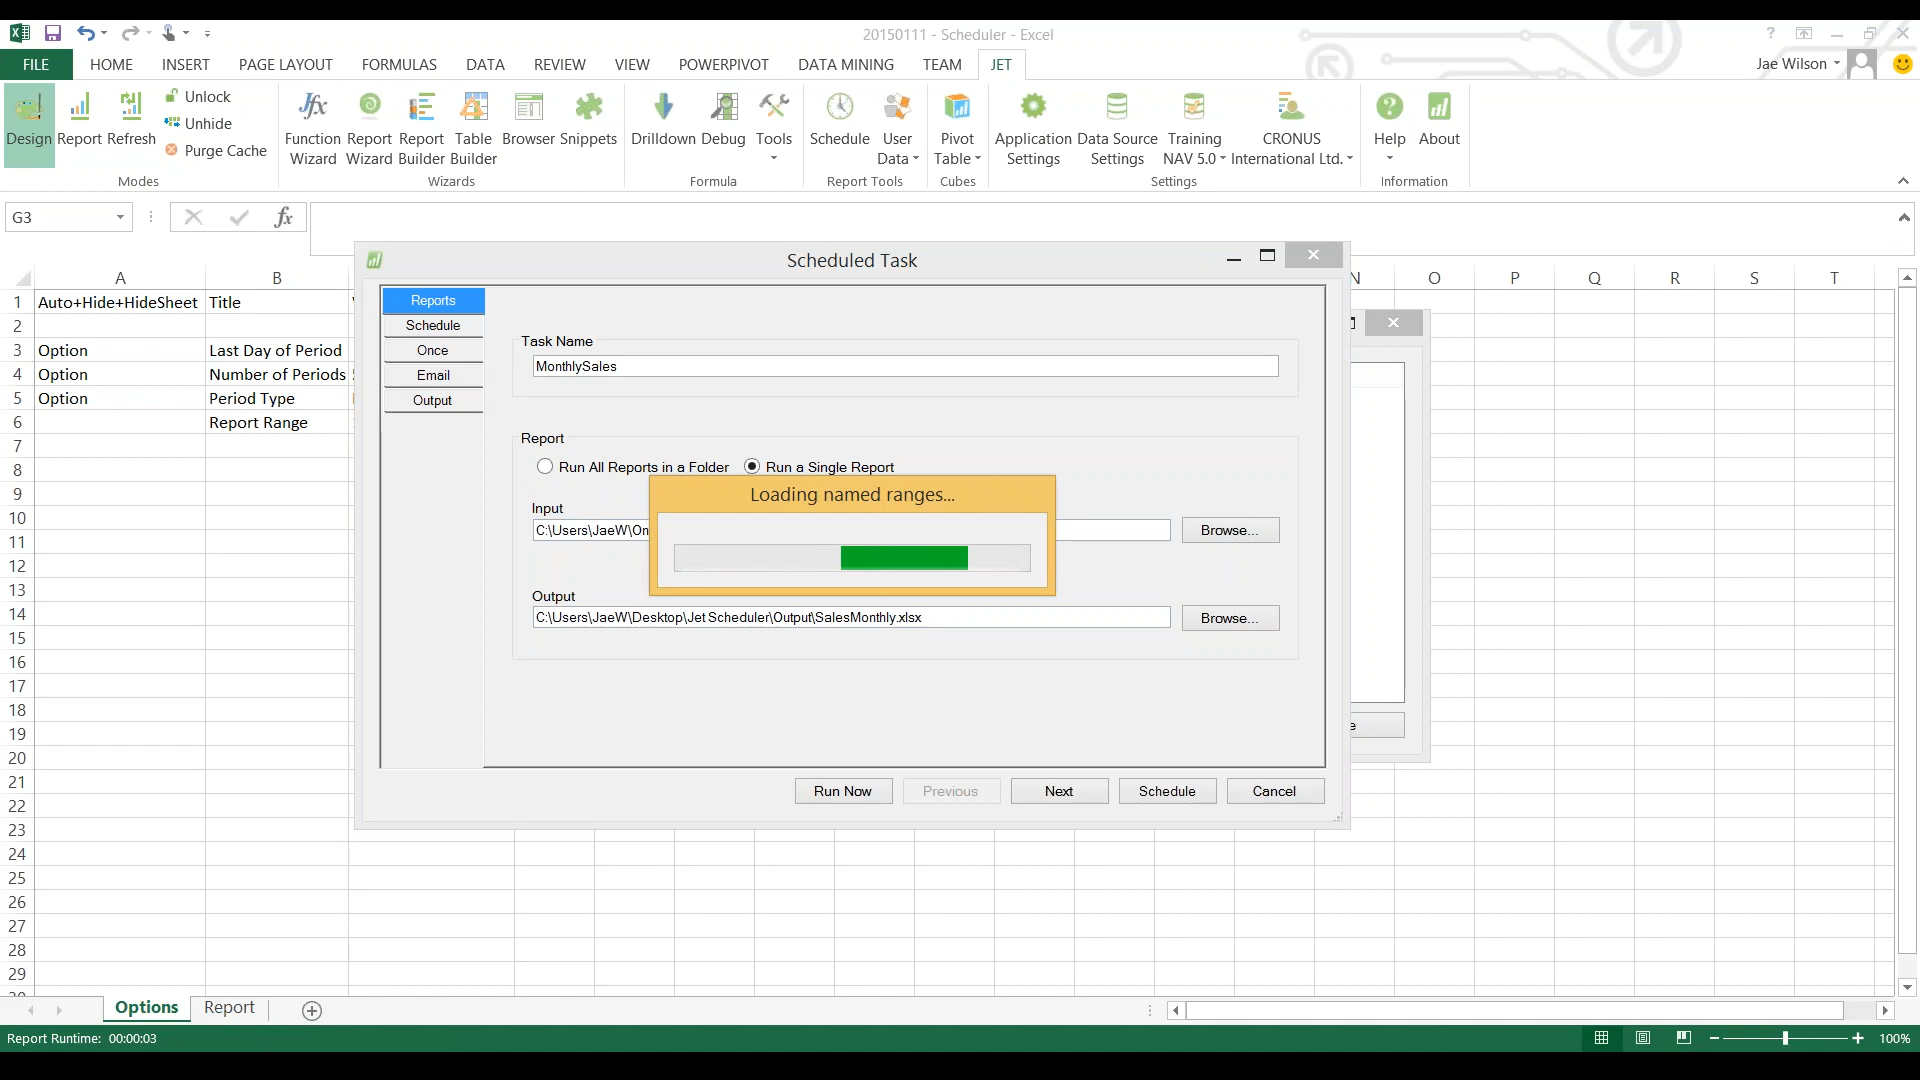 20150111 - Scheduler - Excel
?
FILE HOME INSERT PAGE LAYOUT FORMULAS DATA REVIEW VIEW POWERPIVOT DATA MINING TEAM JET
Jae Wilson
Design
Report
Refresh
Unlock
Unhide
Purge Cache
Modes
Function Wizard
Report Wizard
Report Builder
Table Builder
Browser
Snippets
Wizards
Drilldown
Debug
Tools
Formula
Schedule
User Data
Report Tools
Pivot Table
Cubes
Application Settings
Data Source Settings
Training NAV 5.0
CRONUS International Ltd.
Settings
Help
About
Information
G3
fx
A B N O P Q R S T
1 Auto+Hide+HideSheet Title
2
3 Option Last Day of Period
4 Option Number of Periods
5 Option Period Type
6 Report Range
7
8
9
10
11
12
13
14
15
16
17
18
19
20
21
22
23
24
25
26
27
28
29
Scheduled Task
Reports
Schedule
Once
Email
Output
Task Name
MonthlySales
Report
Run All Reports in a Folder
Run a Single Report
Loading named ranges...
Input
C:\Users\JaeW\On
Browse...
Output
C:\Users\JaeW\Desktop\Jet Scheduler\Output\SalesMonthly.xlsx
Browse...
Run Now
Previous
Next
Schedule
Cancel
e
Options
Report
Report Runtime: 00:00:03
100%